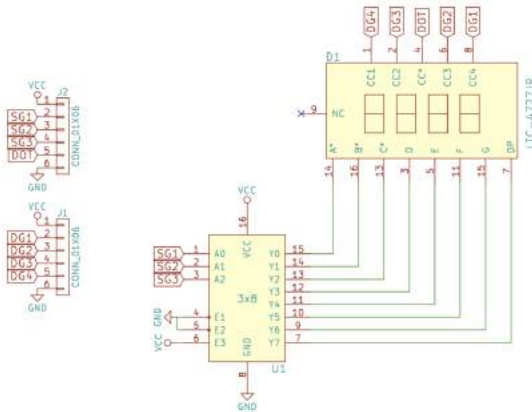 DG4 DG3 DOT DG2 DG1
1 2 4 6 8
D1
CC1 CC2 CC* CC3 CC4
9 NC
LTC-4727JR
A* B* C* D E F G DP
14 16 13 3 5 11 15 7
VCC J2
1
SG1 2
SG2 3
SG3 4
DOT 5
6
GND
CONN_01X06
VCC J1
1
DG1 2
DG2 3
DG3 4
DG4 5
6
GND
CONN_01X06
VCC
16
VCC
SG1 1 A0 Y0 15
SG2 2 A1 Y1 14
SG3 3 A2 Y2 13
Y3 12
3x8
Y4 11
GND 4 E1 Y5 10
5 E2 Y6 9
VCC 6 E3 Y7 7
GND
8
U1
GND